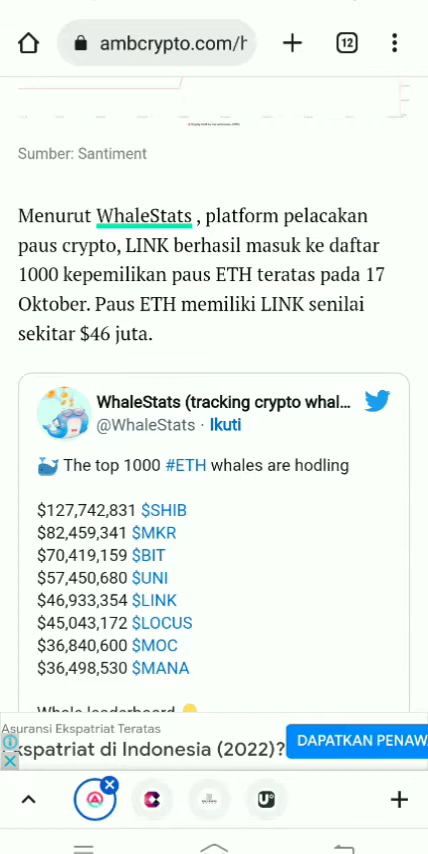 ambcrypto.com/h
12
Sumber: Santiment
Menurut WhaleStats , platform pelacakan
paus crypto, LINK berhasil masuk ke daftar
1000 kepemilikan paus ETH teratas pada 17
Oktober. Paus ETH memiliki LINK senilai
sekitar $46 juta.
WhaleStats (tracking crypto whal...
@WhaleStats · Ikuti
The top 1000 #ETH whales are hodling
$127,742,831 $SHIB
$82,459,341 $MKR
$70,419,159 $BIT
$57,450,680 $UNI
$46,933,354 $LINK
$45,043,172 $LOCUS
$36,840,600 $MOC
$36,498,530 $MANA
Whale leaderboard
Asuransi Ekspatriat Teratas
kspatriat di Indonesia (2022)?
DAPATKAN PENAW